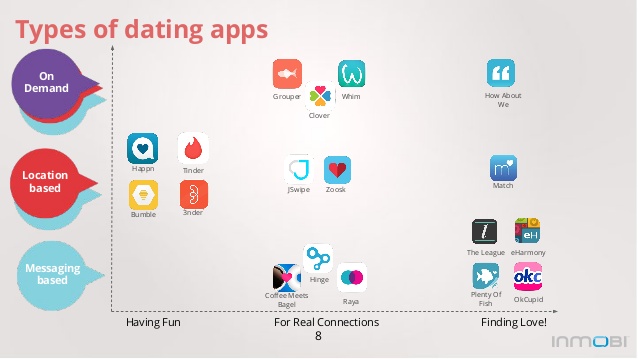 Types of dating apps
On
Demand
Grouper
Whim
Clover
How About
We
Location
based
Happn
Tinder
Bumble
3nder
JSwipe
Zoosk
Match
Messaging
based
Coffee Meets
Bagel
Hinge
Raya
The League
eH
eHarmony
Plenty Of
Fish
okc
OkCupid
Having Fun
For Real Connections
Finding Love!
8
INMOBI